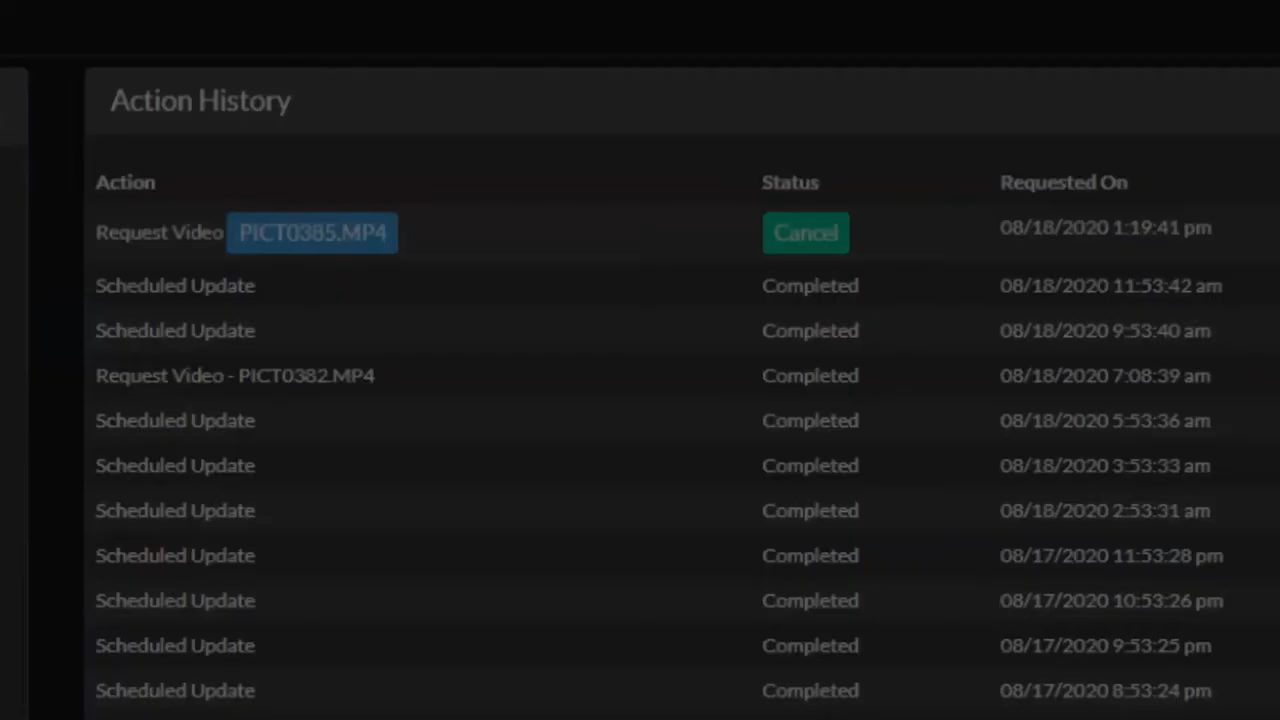 Action History
Action Status Requested On
Request Video PICT0385.MP4 Cancel 08/18/2020 1:19:41 pm
Scheduled Update Completed 08/18/2020 11:53:42 am
Scheduled Update Completed 08/18/2020 9:53:40 am
Request Video - PICT0382.MP4 Completed 08/18/2020 7:08:39 am
Scheduled Update Completed 08/18/2020 5:53:36 am
Scheduled Update Completed 08/18/2020 3:53:33 am
Scheduled Update Completed 08/18/2020 2:53:31 am
Scheduled Update Completed 08/17/2020 11:53:28 pm
Scheduled Update Completed 08/17/2020 10:53:26 pm
Scheduled Update Completed 08/17/2020 9:53:25 pm
Scheduled Update Completed 08/17/2020 8:53:24 pm